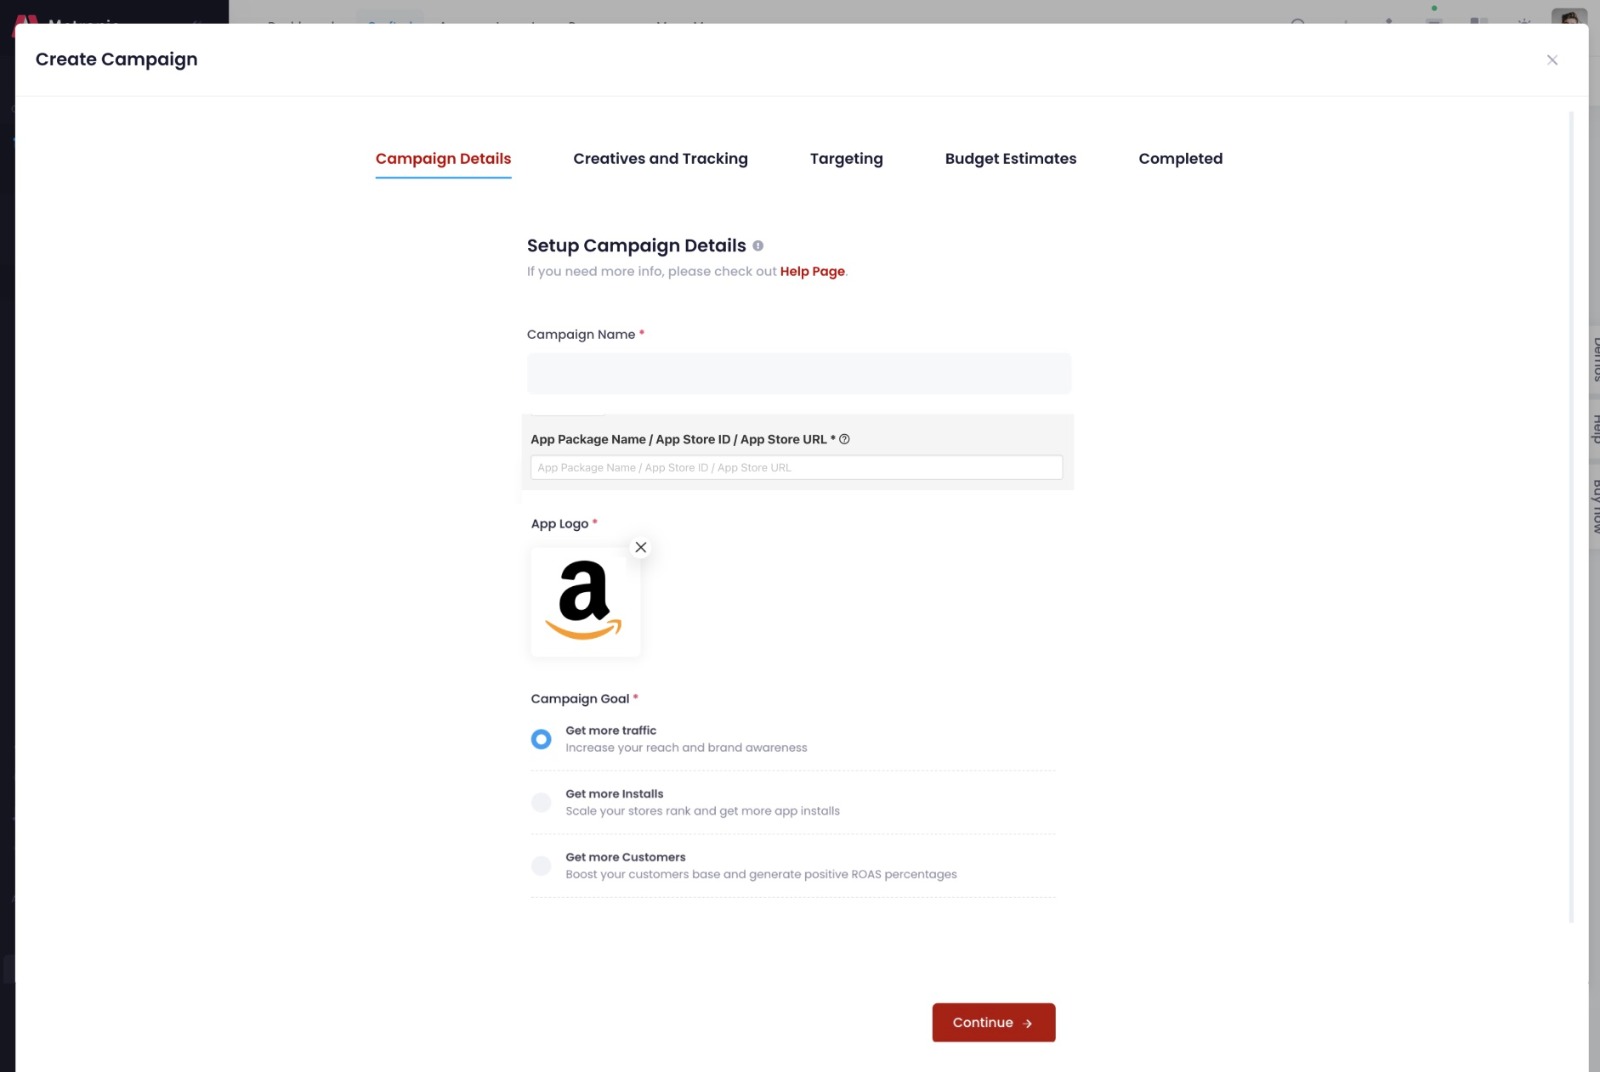 Create Campaign
Campaign Details
Creatives and Tracking
Targeting
Budget Estimates
Completed
Setup Campaign Details
If you need more info, please check out Help Page.
Campaign Name *
App Package Name / App Store ID / App Store URL *
App Package Name / App Store ID / App Store URL
App Logo *
a
Campaign Goal *
Get more traffic
Increase your reach and brand awareness
Get more Installs
Scale your stores rank and get more app installs
Get more Customers
Boost your customers base and generate positive ROAS percentages
Continue
Demos
Help
Buy now